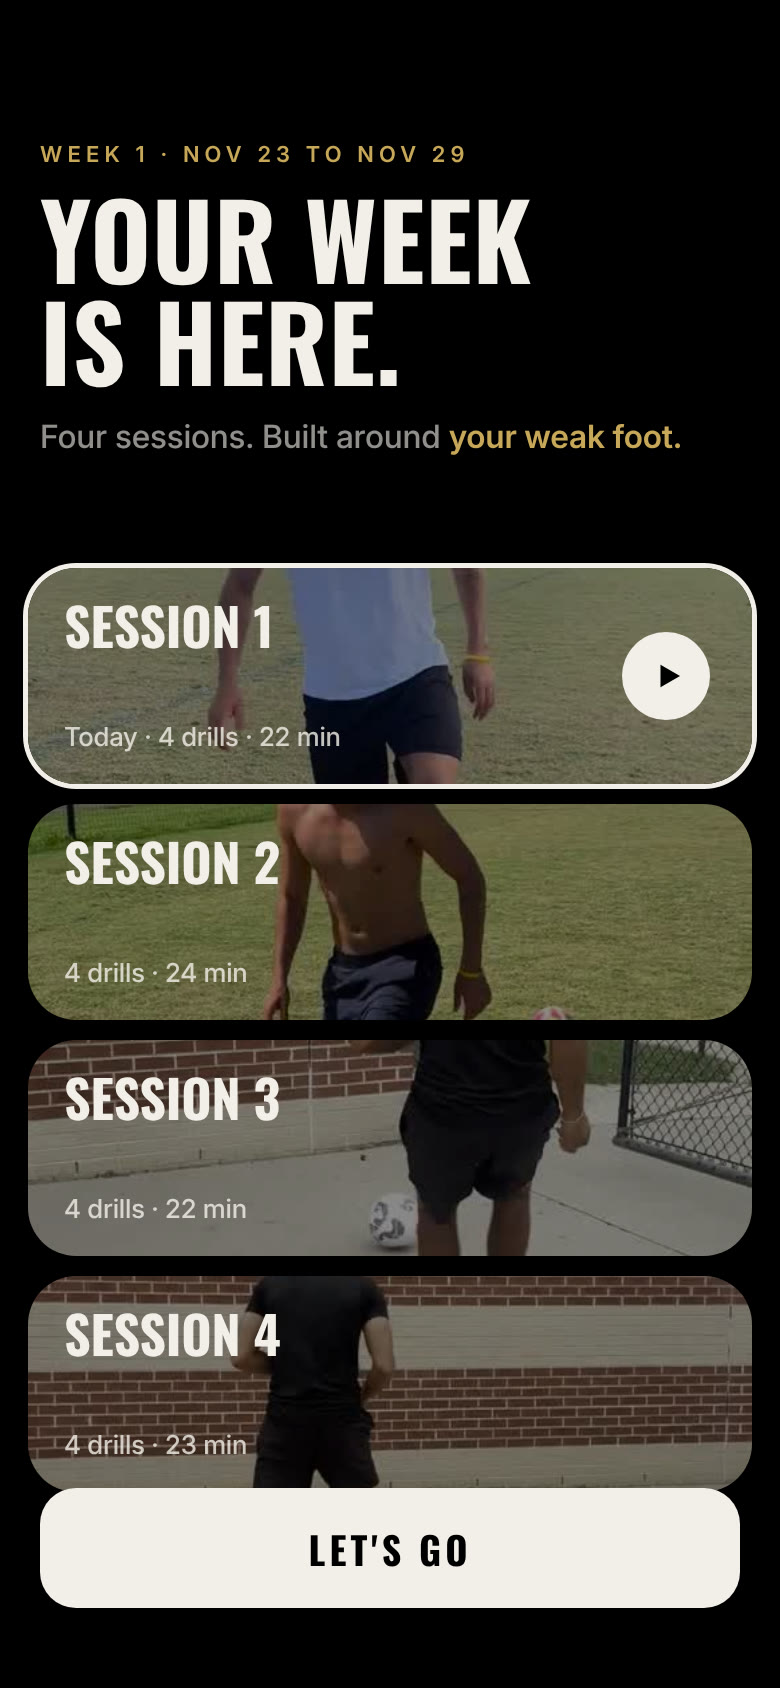 WEEK 1 · NOV 23 TO NOV 29
YOUR WEEK
IS HERE.
Four sessions. Built around your weak foot.
SESSION 1
Today · 4 drills · 22 min
SESSION 2
4 drills · 24 min
SESSION 3
4 drills · 22 min
SESSION 4
4 drills · 23 min
LET'S GO